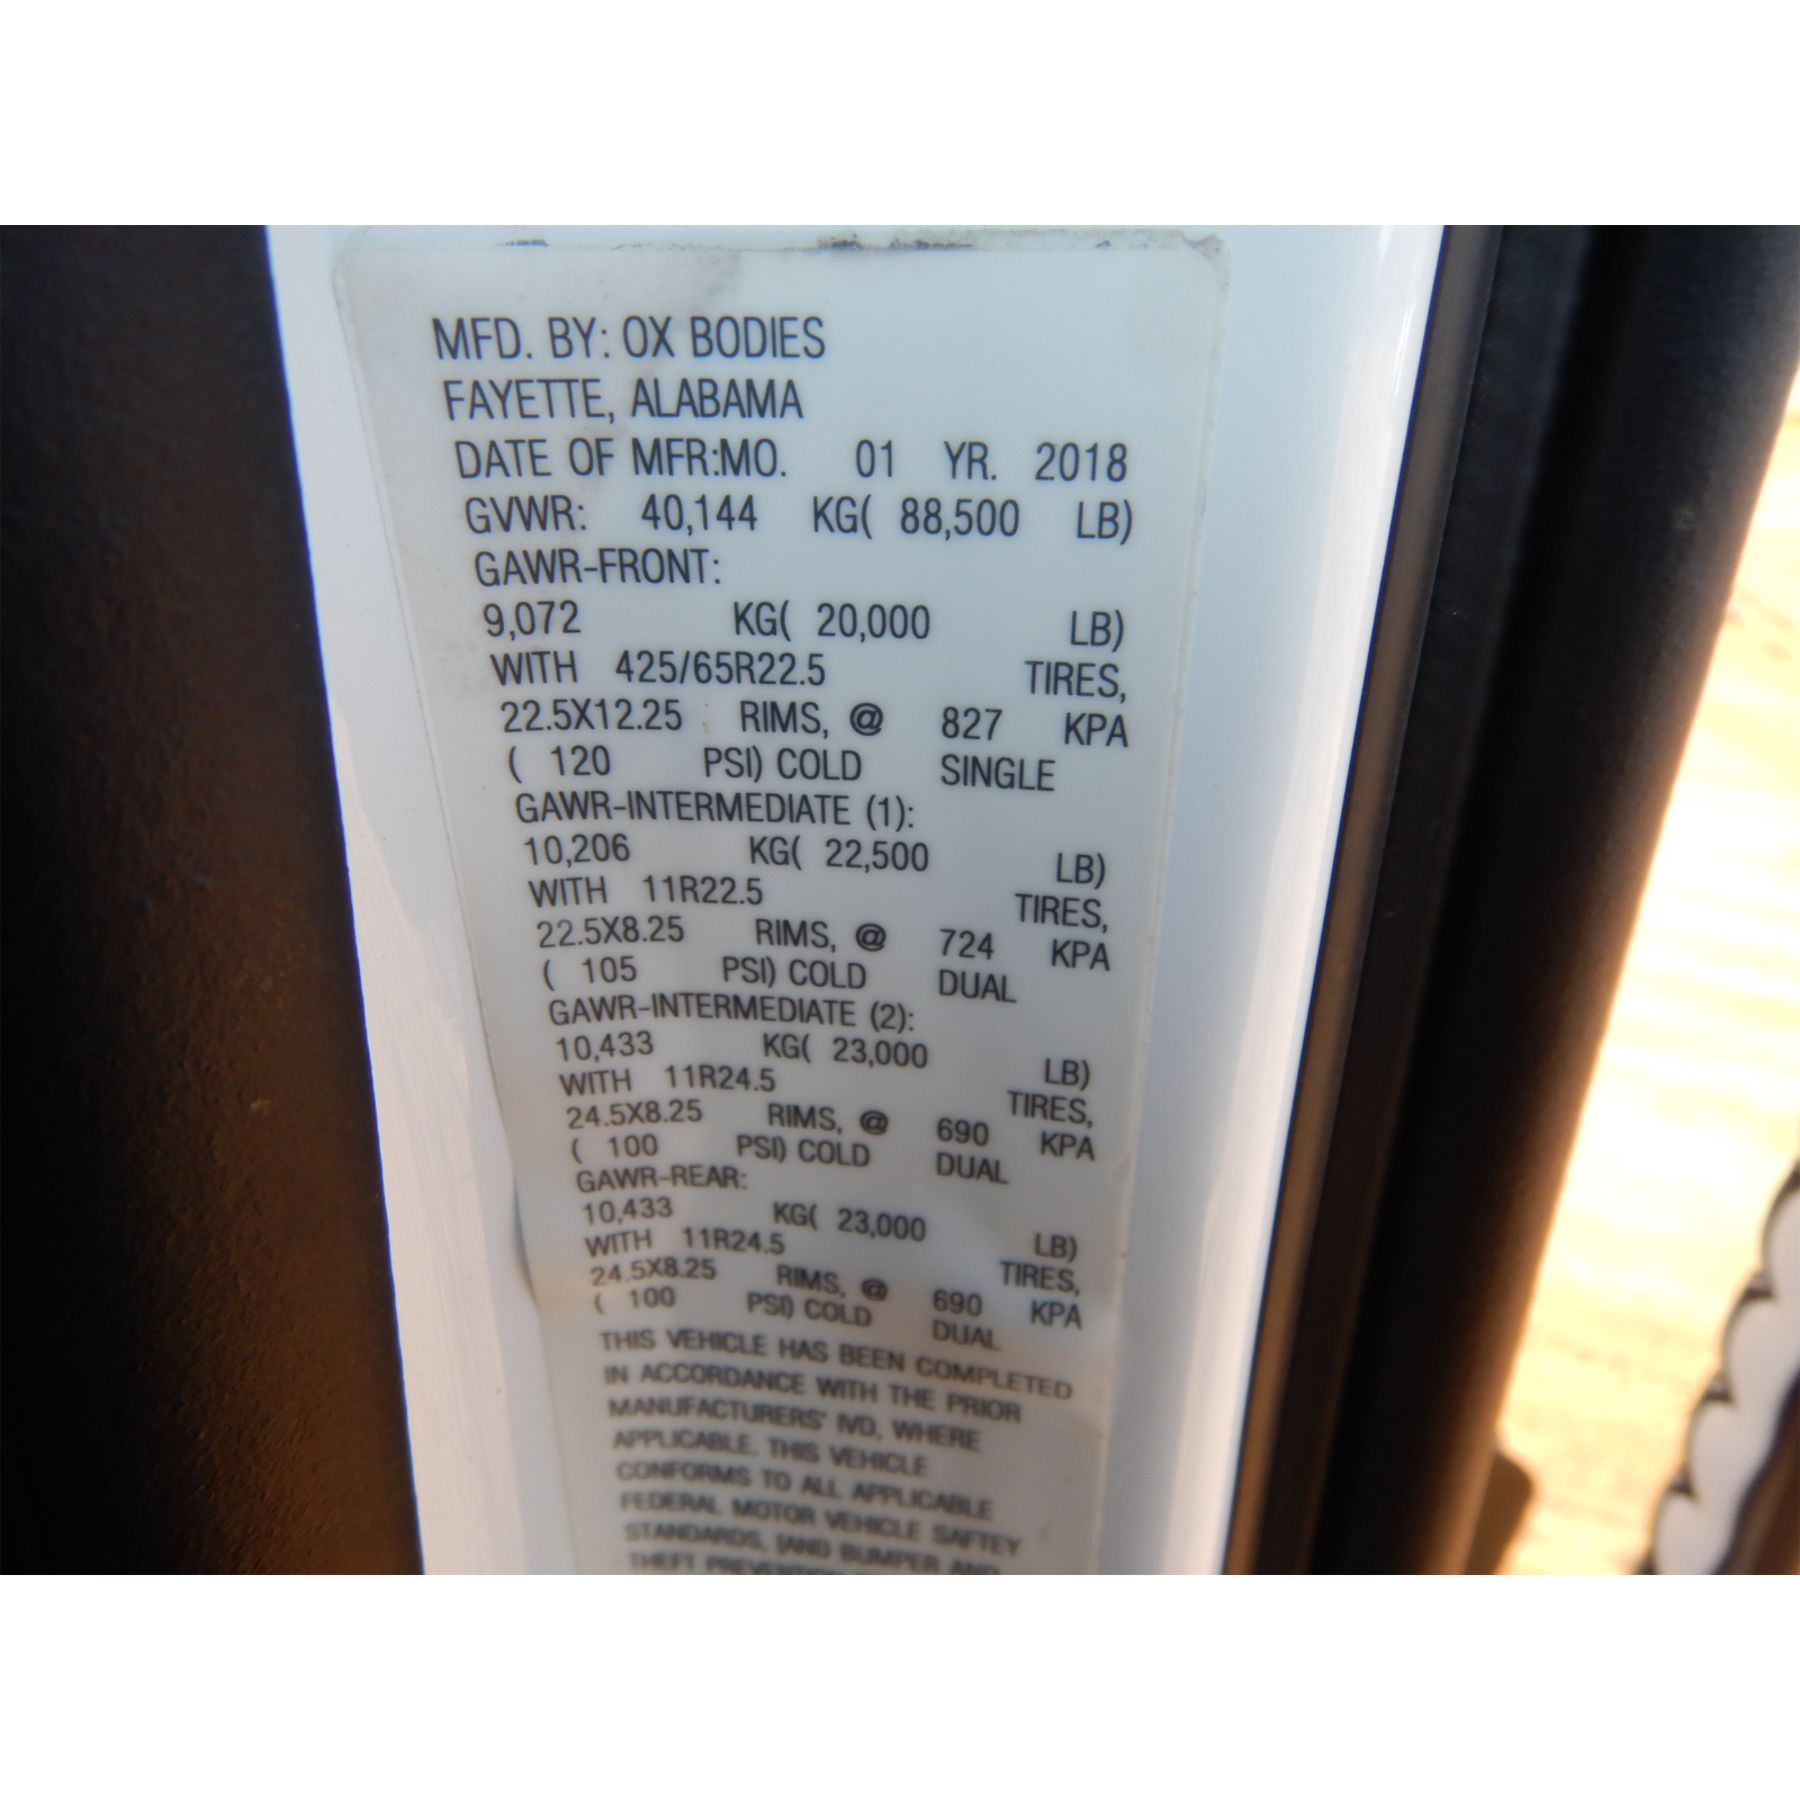 MFD. BY: OX BODIES
FAYETTE, ALABAMA
DATE OF MFR:MO. 01 YR. 2018
GVWR: 40,144 KG( 88,500 LB)
GAWR-FRONT:
9,072 KG( 20,000 LB)
WITH 425/65R22.5 TIRES,
22.5X12.25 RIMS, @ 827 KPA
( 120 PSI) COLD SINGLE
GAWR-INTERMEDIATE (1):
10,206 KG( 22,500 LB)
WITH 11R22.5 TIRES,
22.5X8.25 RIMS, @ 724 KPA
( 105 PSI) COLD DUAL
GAWR-INTERMEDIATE (2):
10,433 KG( 23,000 LB)
WITH 11R24.5 TIRES,
24.5X8.25 RIMS, @ 690 KPA
( 100 PSI) COLD DUAL
GAWR-REAR:
10,433 KG( 23,000 LB)
WITH 11R24.5 TIRES,
24.5X8.25 RIMS, @ 690 KPA
( 100 PSI) COLD DUAL
THIS VEHICLE HAS BEEN COMPLETED
IN ACCORDANCE WITH THE PRIOR
MANUFACTURERS' IVD, WHERE
APPLICABLE. THIS VEHICLE
CONFORMS TO ALL APPLICABLE
FEDERAL MOTOR VEHICLE SAFTEY
STANDARDS, [AND BUMPER AND
THEFT PREVENTION